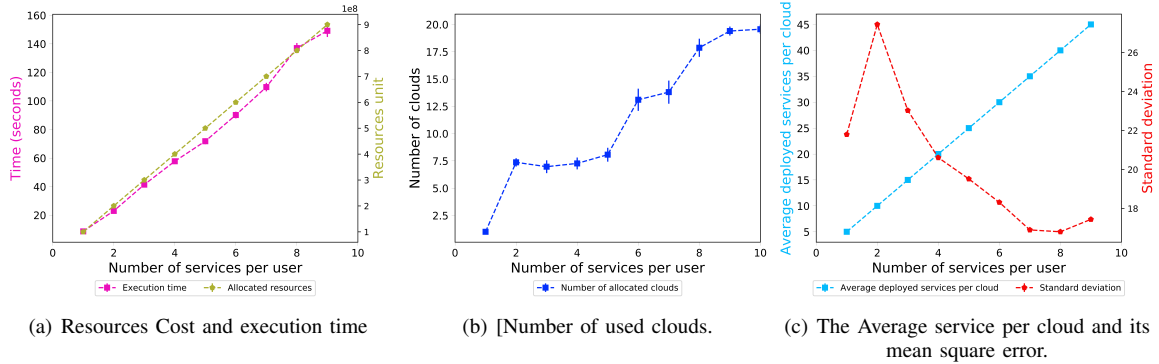 1e8
160
140
120
100
80
60
40
20
Time (seconds)
9
8
7
6
5
4
3
2
1
Resources unit
0 2 4 6 8 10
Number of services per user
Execution time Allocated resources
(a) Resources Cost and execution time
20.0
17.5
15.0
12.5
10.0
7.5
5.0
2.5
Number of clouds
0 1 2 3 4 5 6 7 8 9 10
Number of services per user
Number of allocated clouds
(b) [Number of used clouds.
45
40
35
30
25
20
15
10
5
Average deployed services per cloud
26
24
22
20
18
Standard deviation
0 2 4 6 8 10
Number of services per user
Average deployed services per cloud Standard deviation
(c) The Average service per cloud and its
mean square error.